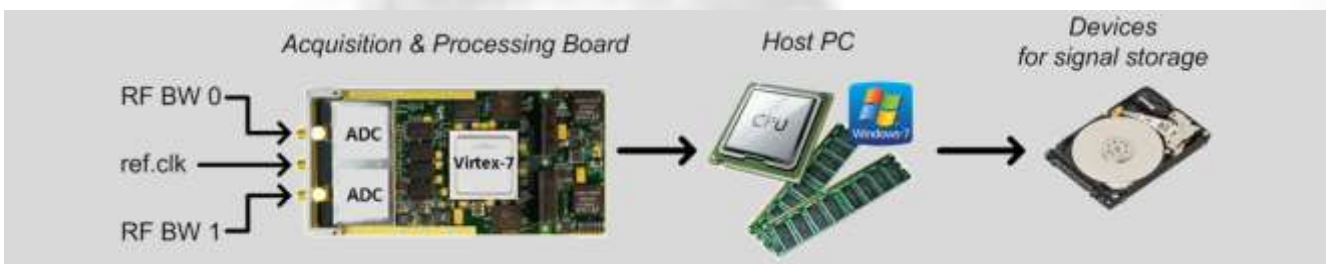 Acquisition & Processing Board
Host PC
Devices
for signal storage
RF BW 0
ref.clk
RF BW 1
ADC
Virtex-7
ADC
CPU
Windows 7